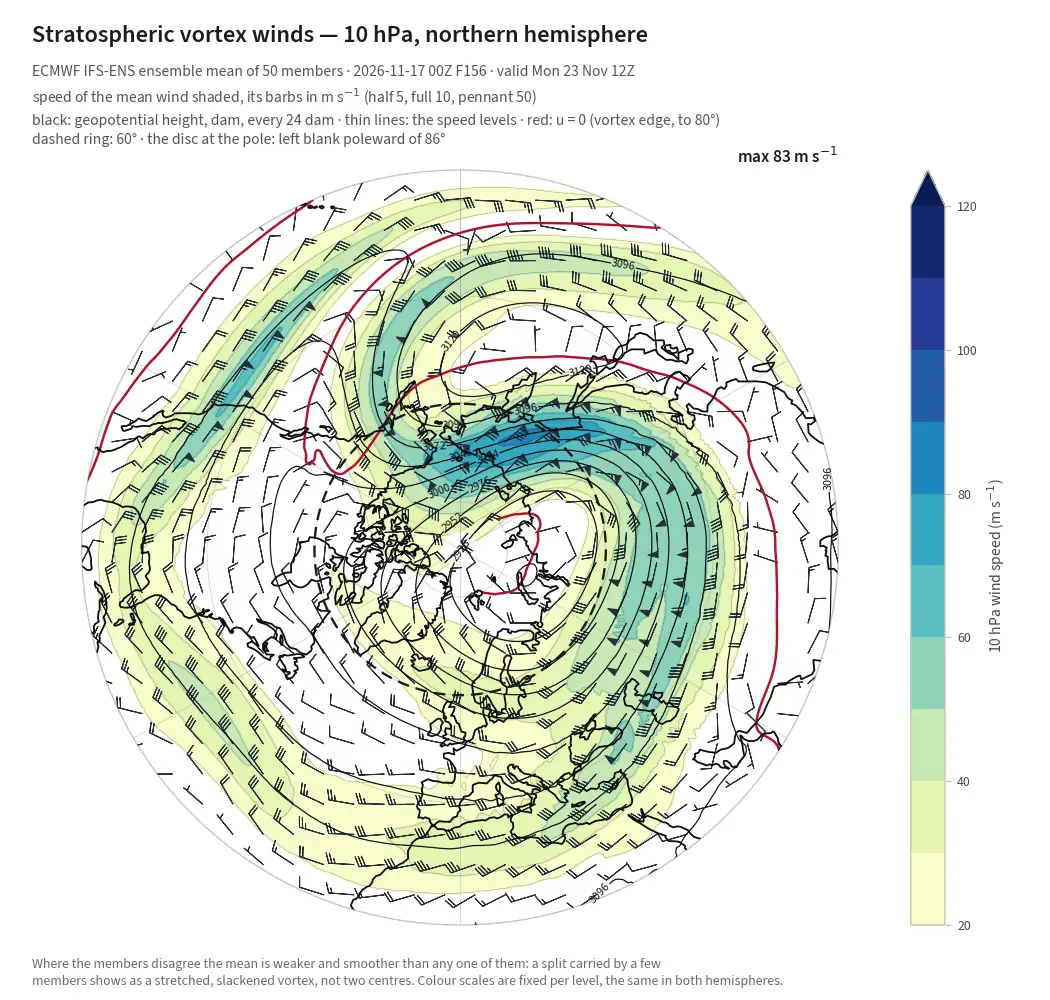 Stratospheric vortex winds — 10 hPa, northern hemisphere
ECMWF IFS-ENS ensemble mean of 50 members · 2026-11-17 00Z F156 · valid Mon 23 Nov 12Z
speed of the mean wind shaded, its barbs in m s⁻¹ (half 5, full 10, pennant 50)
black: geopotential height, dam, every 24 dam · thin lines: the speed levels · red: u = 0 (vortex edge, to 80°)
dashed ring: 60° · the disc at the pole: left blank poleward of 86°
max 83 m s⁻¹
120
100
80
60
40
20
10 hPa wind speed (m s⁻¹)
3096
3120
3120
3096
3000
2976
3096
3096
Where the members disagree the mean is weaker and smoother than any one of them: a split carried by a few
members shows as a stretched, slackened vortex, not two centres. Colour scales are fixed per level, the same in both hemispheres.